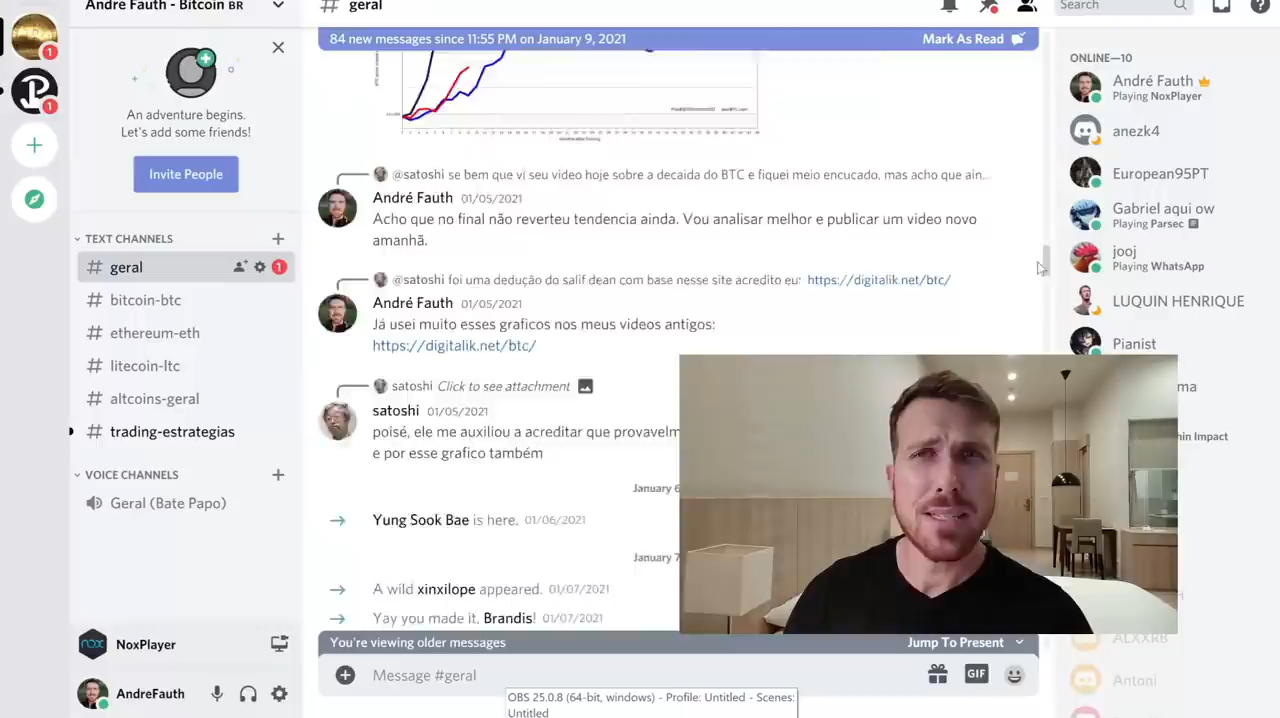 Andre Fauth - Bitcoin BR
geral
Search
84 new messages since 11:55 PM on January 9, 2021
Mark As Read
1
1
An adventure begins.
Let's add some friends!
Invite People
TEXT CHANNELS
# geral
1
# bitcoin-btc
# ethereum-eth
# litecoin-ltc
# altcoins-geral
# trading-estrategias
VOICE CHANNELS
Geral (Bate Papo)
nox
NoxPlayer
AndreFauth
@satoshi se bem que vi seu video hoje sobre a decaida do BTC e fiquei meio encucado, mas acho que ain...
André Fauth 01/05/2021
Acho que no final não reverteu tendencia ainda. Vou analisar melhor e publicar um video novo
amanhã.
@satoshi foi uma dedução do salif dean com base nesse site acredito eu: https://digitalik.net/btc/
André Fauth 01/05/2021
Já usei muito esses graficos nos meus videos antigos:
https://digitalik.net/btc/
satoshi Click to see attachment
satoshi 01/05/2021
poisé, ele me auxiliou a acreditar que provavelm
e por esse grafico também
January 6
Yung Sook Bae is here. 01/06/2021
January 7
A wild xinxilope appeared. 01/07/2021
Yay you made it, Brandis! 01/07/2021
You're viewing older messages
Jump To Present
Message #geral
GIF
OBS 25.0.8 (64-bit, windows) - Profile: Untitled - Scenes:
Untitled
ONLINE—10
André Fauth
Playing NoxPlayer
anezk4
European95PT
Gabriel aqui ow
Playing Parsec
jooj
Playing WhatsApp
LUQUIN HENRIQUE
Pianist
ma
hin Impact
ALXXRB
Antoni